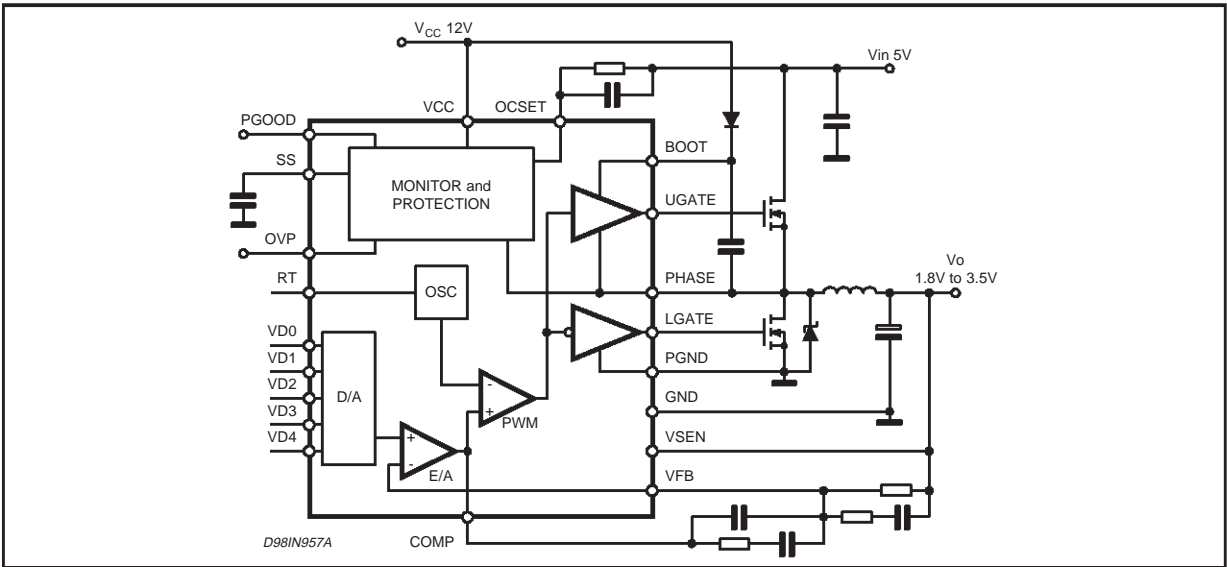 VCC 12V
Vin 5V
VCC
OCSET
PGOOD
BOOT
SS
MONITOR and
PROTECTION
UGATE
OVP
Vo
1.8V to 3.5V
RT
OSC
PHASE
LGATE
VD0
VD1
PGND
VD2
D/A
-
+
PWM
GND
VD3
VD4
+
-
E/A
VSEN
VFB
D98IN957A
COMP